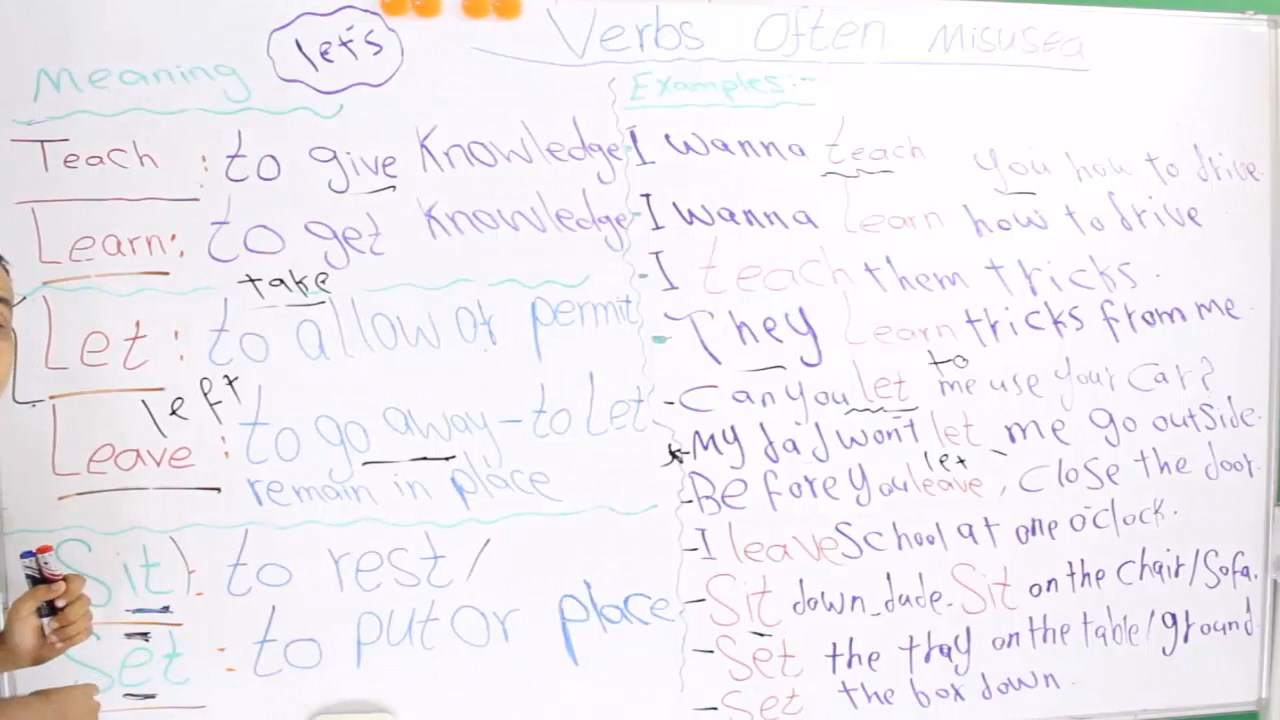 let's
Verbs Often Misused
Meaning
Examples:-
Teach : to give Knowledge
Learn: to get Knowledge
take
Let : to allow or permit
left
Leave : to go away - to Let
remain in place
Sit : to rest /
Set : to put or place
I wanna teach you how to drive
- I wanna learn how to drive
- I teach them tricks.
- They learn tricks from me
to
- Can you let me use your car?
- My dad won't let me go outside.
let
- Before you leave, close the door.
- I leave school at one o'clock.
- Sit down dude. Sit on the chair/Sofa.
- Set the tray on the table/ground
- Set the box down.